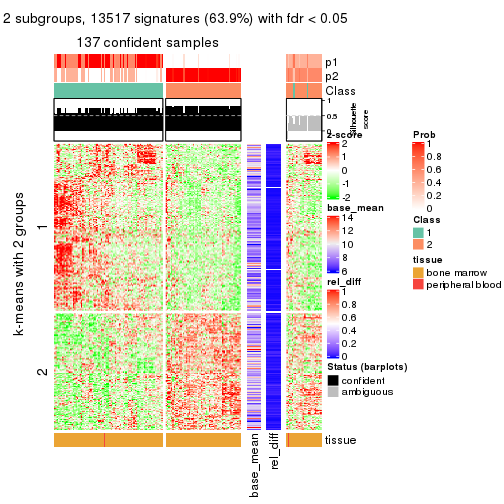 2 subgroups, 13517 signatures (63.9%) with fdr < 0.05
137 confident samples
p1
p2
Class
1
0.5
0
Silhouette
score
k-means with 2 groups
1
2
z-score
2
1
0
-1
-2
base_mean
14
12
10
8
6
rel_diff
1
0.8
0.6
0.4
0.2
0
Status (barplots)
confident
ambiguous
Prob
1
0.8
0.6
0.4
0.2
0
Class
1
2
tissue
bone marrow
peripheral blood
tissue
base_mean
rel_diff